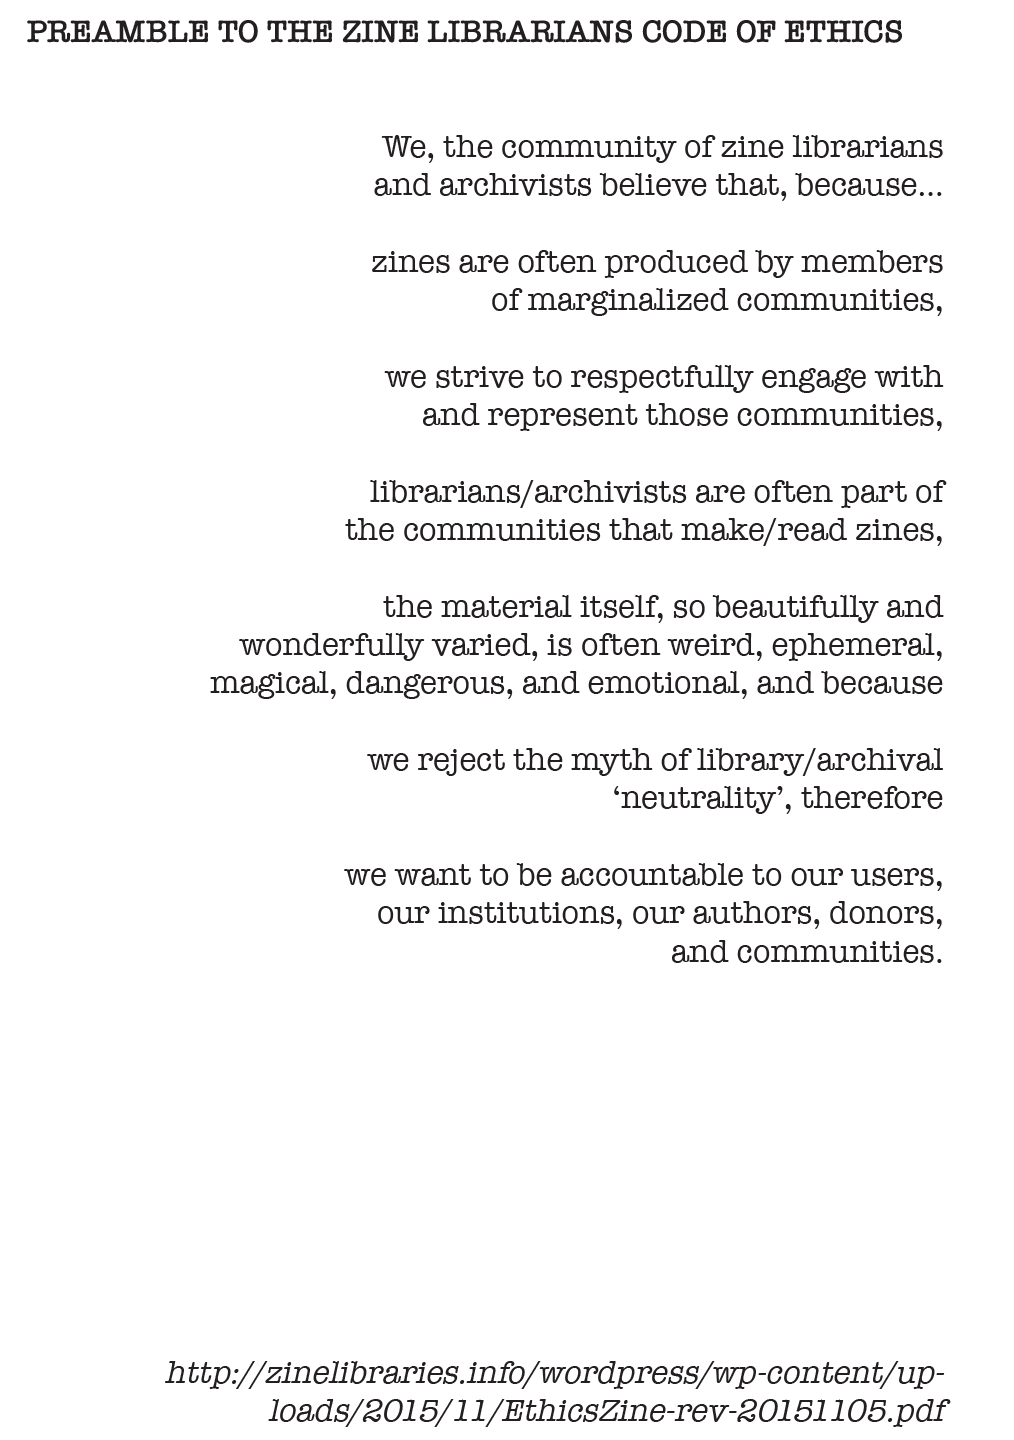 PREAMBLE TO THE ZINE LIBRARIANS CODE OF ETHICS
We, the community of zine librarians
and archivists believe that, because...
zines are often produced by members
of marginalized communities,
we strive to respectfully engage with
and represent those communities,
librarians/archivists are often part of
the communities that make/read zines,
the material itself, so beautifully and
wonderfully varied, is often weird, ephemeral,
magical, dangerous, and emotional, and because
we reject the myth of library/archival
‘neutrality’, therefore
we want to be accountable to our users,
our institutions, our authors, donors,
and communities.
http://zinelibraries.info/wordpress/wp-content/up-
loads/2015/11/EthicsZine-rev-20151105.pdf